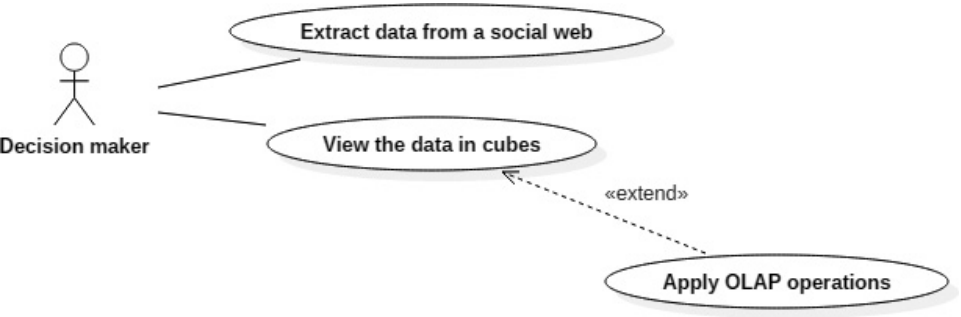 Extract data from a social web
Decision maker
View the data in cubes
«extend»
Apply OLAP operations